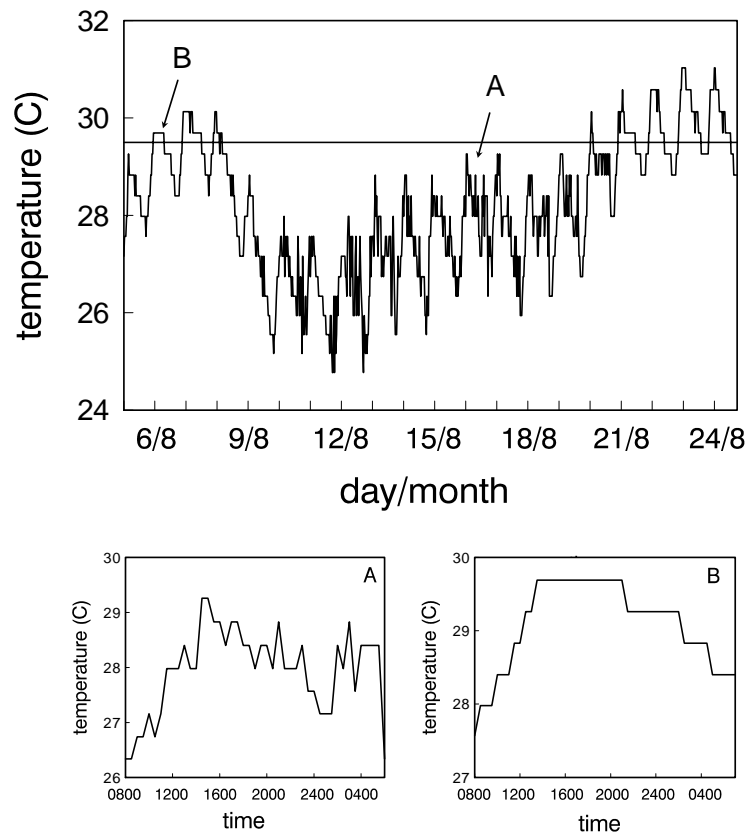 32
30
28
26
24
temperature (C)
B
A
6/8 9/8 12/8 15/8 18/8 21/8 24/8
day/month
30
29
28
27
26
temperature (C)
A
0800 1200 1600 2000 2400 0400
time
30
29
28
27
temperature (C)
B
0800 1200 1600 2000 2400 0400
time